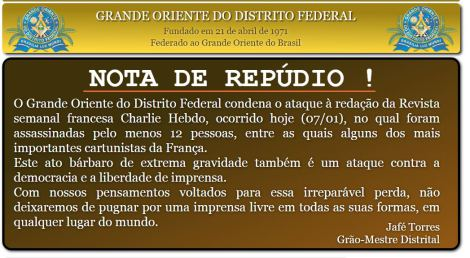 GRANDE ORIENTE DO DISTRITO FEDERAL
Fundado em 21 de abril de 1971
Federado ao Grande Oriente do Brasil
NOTA DE REPÚDIO !
O Grande Oriente do Distrito Federal condena o ataque à redação da Revista
semanal francesa Charlie Hebdo, ocorrido hoje (07/01), no qual foram
assassinadas pelo menos 12 pessoas, entre as quais alguns dos mais
importantes cartunistas da França.
Este ato bárbaro de extrema gravidade também é um ataque contra a
democracia e a liberdade de imprensa.
Com nossos pensamentos voltados para essa irreparável perda, não
deixaremos de pugnar por uma imprensa livre em todas as suas formas, em
qualquer lugar do mundo.
Jafé Torres
Grão-Mestre Distrital